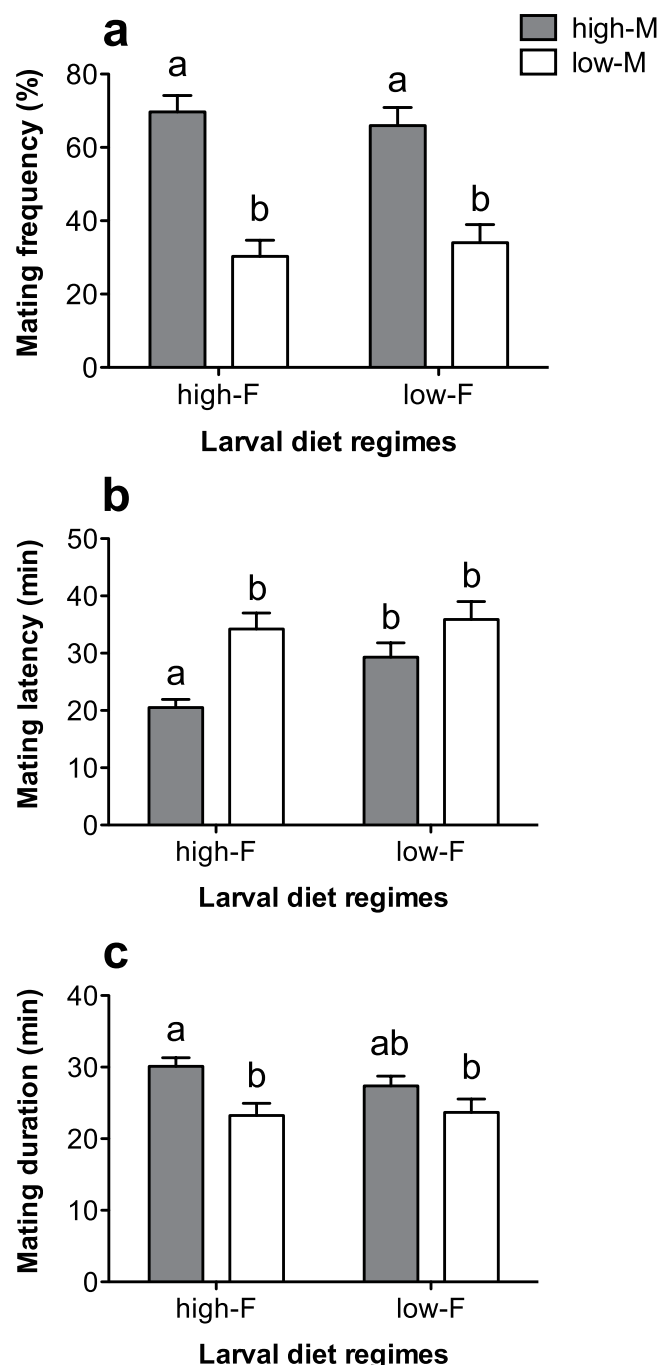 a
high-M
low-M
Mating frequency (%)
80
60
40
20
0
a
b
a
b
high-F
low-F
Larval diet regimes
b
Mating latency (min)
50
40
30
20
10
0
a
b
b
b
high-F
low-F
Larval diet regimes
c
Mating duration (min)
40
30
20
10
0
a
b
ab
b
high-F
low-F
Larval diet regimes